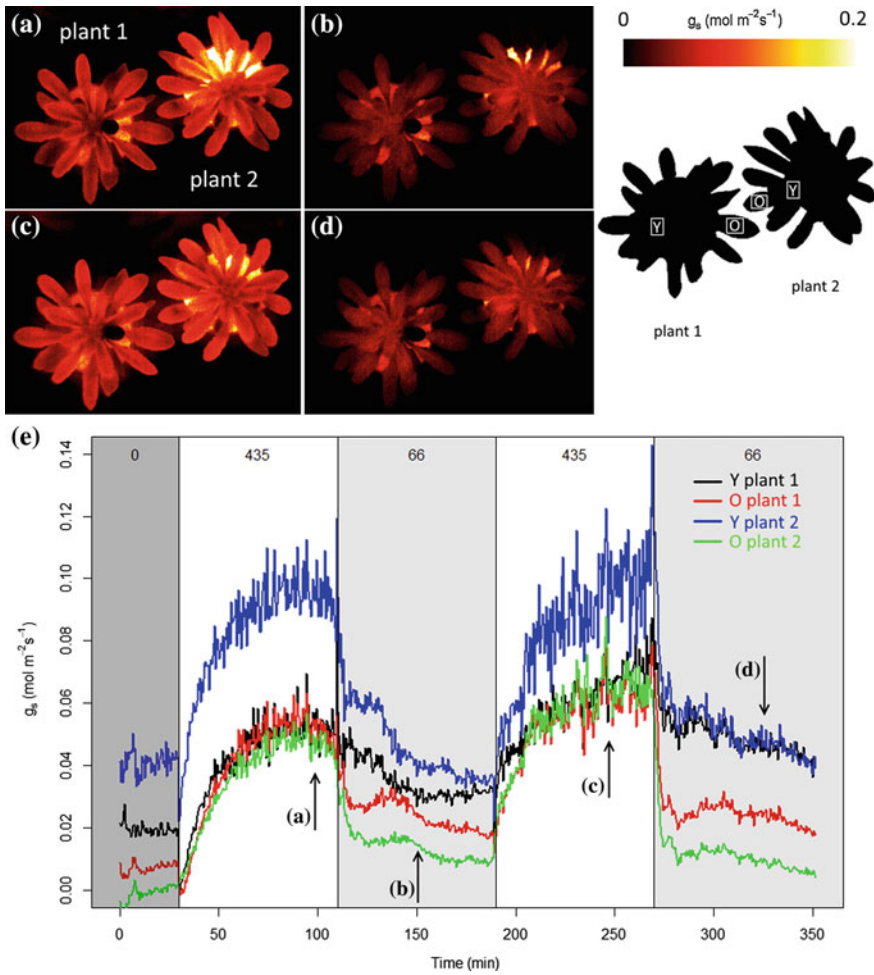 (a)
plant 1
plant 2
(b)
(c)
(d)
0 gs (mol m⁻²s⁻¹) 0.2
Y
O
O
Y
plant 1
plant 2
(e)
0
435
66
435
66
Y plant 1
O plant 1
Y plant 2
O plant 2
(a)
(b)
(c)
(d)
gs (mol m⁻²s⁻¹)
0.14
0.12
0.10
0.08
0.06
0.04
0.02
0.00
0 50 100 150 200 250 300 350
Time (min)